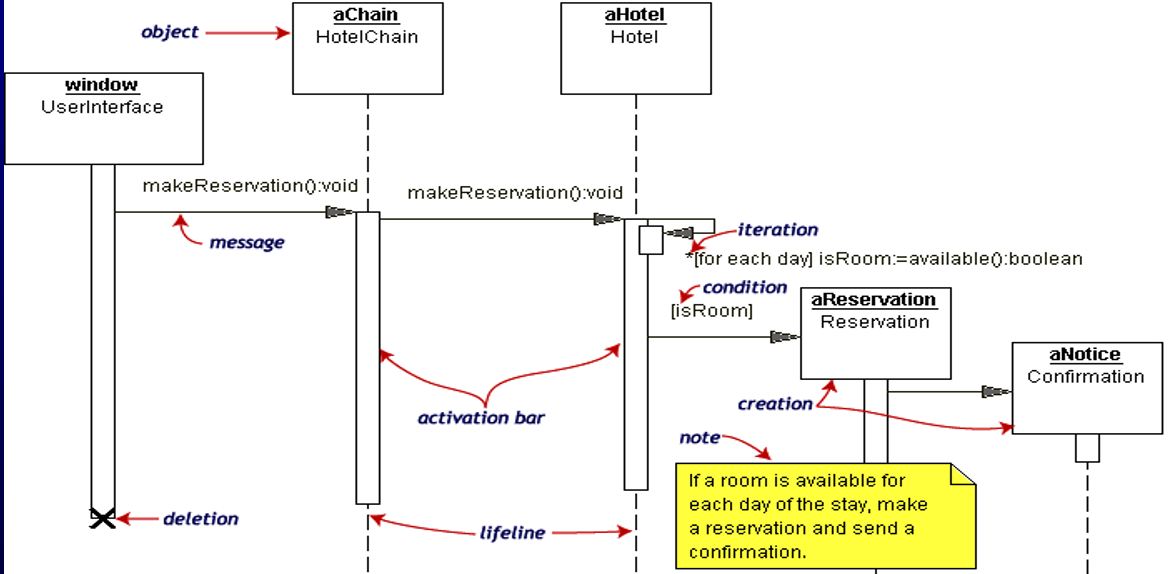 aChain
HotelChain
aHotel
Hotel
object
window
UserInterface
makeReservation():void
makeReservation():void
message
iteration
*[for each day] isRoom:=available():boolean
condition
[isRoom]
aReservation
Reservation
aNotice
Confirmation
activation bar
creation
note
If a room is available for
each day of the stay, make
a reservation and send a
confirmation.
deletion
lifeline